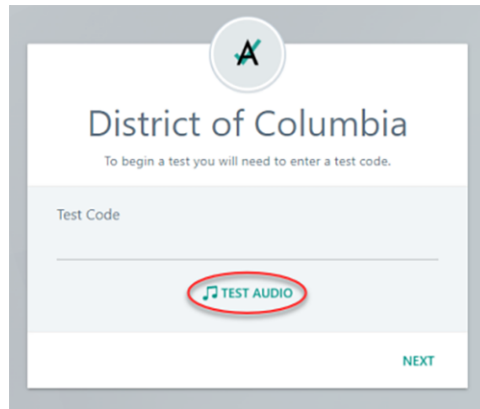 District of Columbia
To begin a test you will need to enter a test code.
Test Code
TEST AUDIO
NEXT